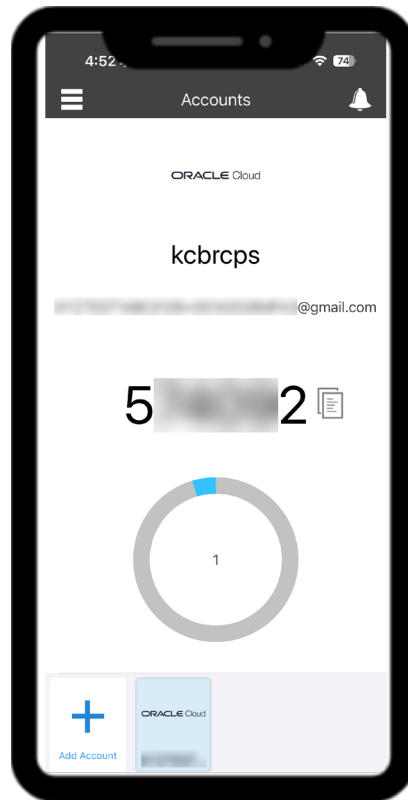 4:52
74
Accounts
ORACLE Cloud
kcbrcps
@gmail.com
5 2
1
ORACLE Cloud
Add Account